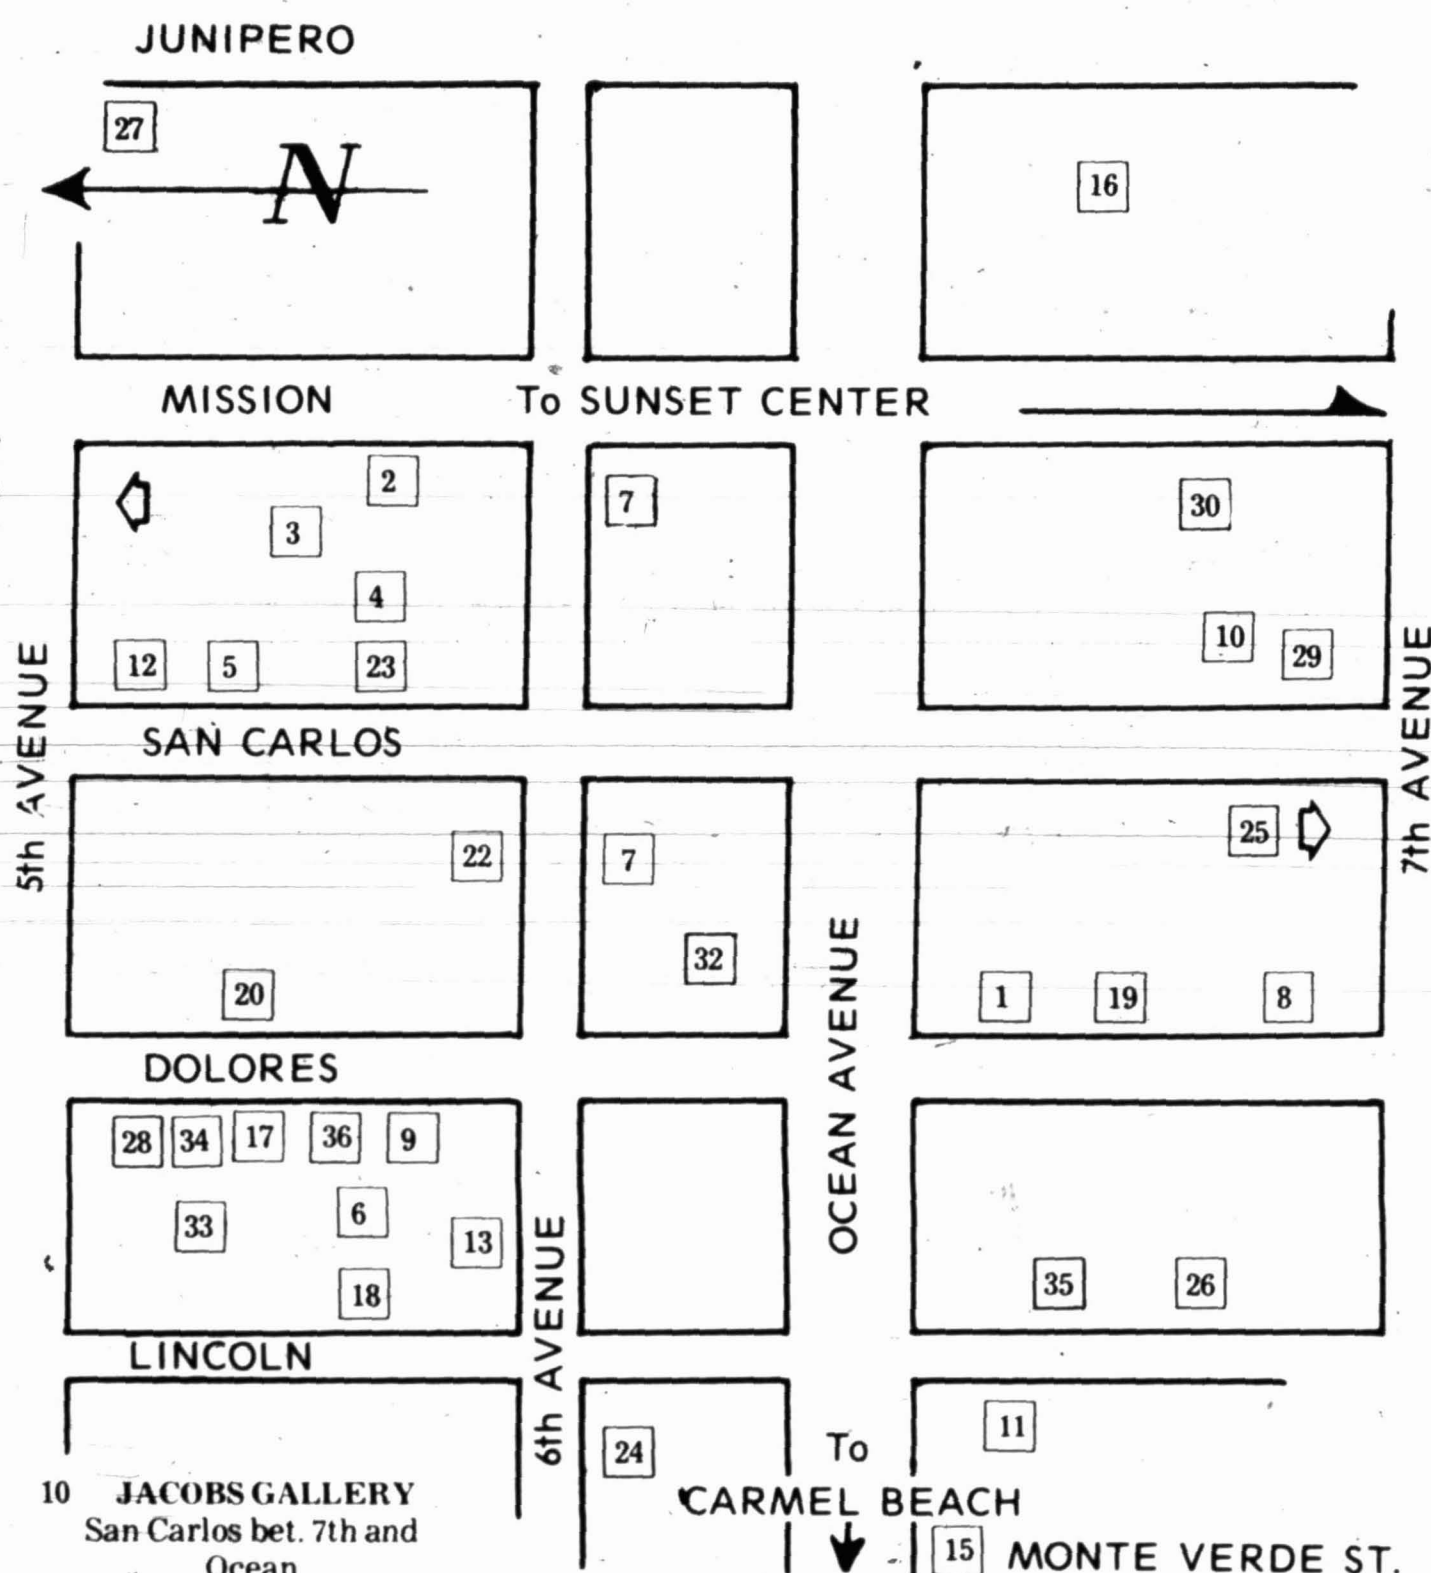 JUNIPERO
27
N
16
MISSION To SUNSET CENTER
2
7
30
3
4
10
29
12 5 23
5th AVENUE
7th AVENUE
SAN CARLOS
25
22
7
32
20
1 19 8
OCEAN AVENUE
DOLORES
28 34 17 36 9
33
6
13
18
35 26
6th AVENUE
LINCOLN
11
24
To
CARMEL BEACH
15 MONTE VERDE ST.
10 JACOBS GALLERY
San Carlos bet. 7th and
Ocean